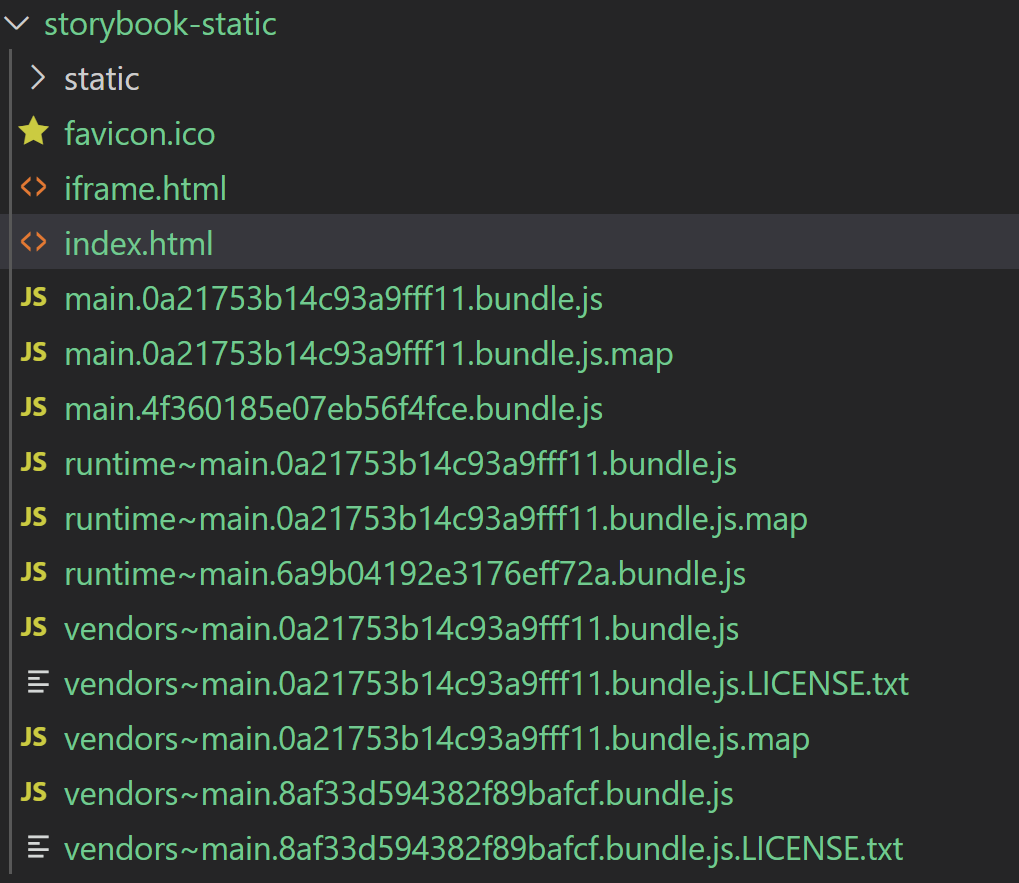 storybook-static
static
favicon.ico
iframe.html
index.html
JS main.0a21753b14c93a9fff11.bundle.js
JS main.0a21753b14c93a9fff11.bundle.js.map
JS main.4f360185e07eb56f4fce.bundle.js
JS runtime~main.0a21753b14c93a9fff11.bundle.js
JS runtime~main.0a21753b14c93a9fff11.bundle.js.map
JS runtime~main.6a9b04192e3176eff72a.bundle.js
JS vendors~main.0a21753b14c93a9fff11.bundle.js
vendors~main.0a21753b14c93a9fff11.bundle.js.LICENSE.txt
JS vendors~main.0a21753b14c93a9fff11.bundle.js.map
JS vendors~main.8af33d594382f89bafcf.bundle.js
vendors~main.8af33d594382f89bafcf.bundle.js.LICENSE.txt